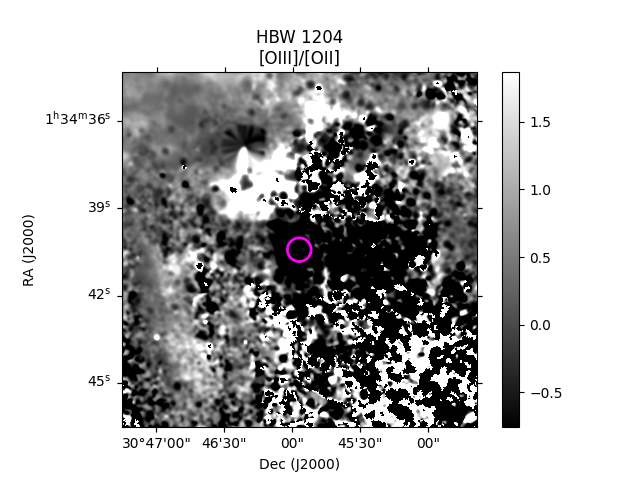 HBW 1204
[OIII]/[OII]
1ʰ34ᵐ36ˢ
39ˢ
42ˢ
45ˢ
RA (J2000)
30°47'00" 46'30" 00" 45'30" 00"
Dec (J2000)
1.5
1.0
0.5
0.0
−0.5